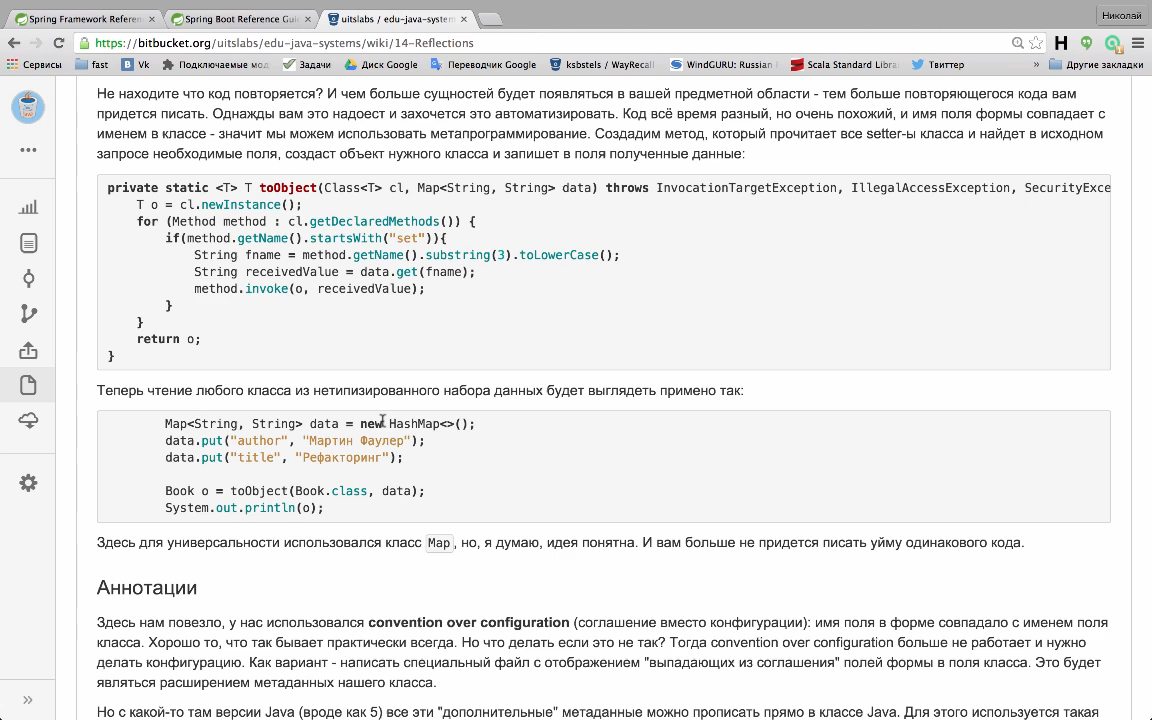 Spring Framework Referen
Spring Boot Reference Gui
uitslabs / edu-java-system
Николай
https://bitbucket.org/uitslabs/edu-java-systems/wiki/14-Reflections
Сервисы
fast
Vk
Подключаемые мод
Задачи
Диск Google
Переводчик Google
ksbstels / WayRecall
WindGURU: Russian
Scala Standard Libra
Твиттер
»
Другие закладки
Не находите что код повторяется? И чем больше сущностей будет появляться в вашей предметной области - тем больше повторяющегося кода вам
придется писать. Однажды вам это надоест и захочется это автоматизировать. Код всё время разный, но очень похожий, и имя поля формы совпадает с
именем в классе - значит мы можем использовать метапрограммирование. Создадим метод, который прочитает все setter-ы класса и найдет в исходном
запросе необходимые поля, создаст объект нужного класса и запишет в поля полученные данные:
private static <T> T toObject(Class<T> cl, Map<String, String> data) throws InvocationTargetException, IllegalAccessException, SecurityExce
T o = cl.newInstance();
for (Method method : cl.getDeclaredMethods()) {
if(method.getName().startsWith("set")){
String fname = method.getName().substring(3).toLowerCase();
String receivedValue = data.get(fname);
method.invoke(o, receivedValue);
}
}
return o;
}
Теперь чтение любого класса из нетипизированного набора данных будет выглядеть примено так:
Map<String, String> data = new HashMap<>();
data.put("author", "Мартин Фаулер");
data.put("title", "Рефакторинг");
Book o = toObject(Book.class, data);
System.out.println(o);
Здесь для универсальности использовался класс Map, но, я думаю, идея понятна. И вам больше не придется писать уйму одинакового кода.
Аннотации
Здесь нам повезло, у нас использовался convention over configuration (соглашение вместо конфигурации): имя поля в форме совпадало с именем поля
класса. Хорошо то, что так бывает практически всегда. Но что делать если это не так? Тогда convention over configuration больше не работает и нужно
делать конфигурацию. Как вариант - написать специальный файл с отображением "выпадающих из соглашения" полей формы в поля класса. Это будет
являться расширением метаданных нашего класса.
Но с какой-то там версии Java (вроде как 5) все эти "дополнительные" метаданные можно прописать прямо в классе Java. Для этого используется такая